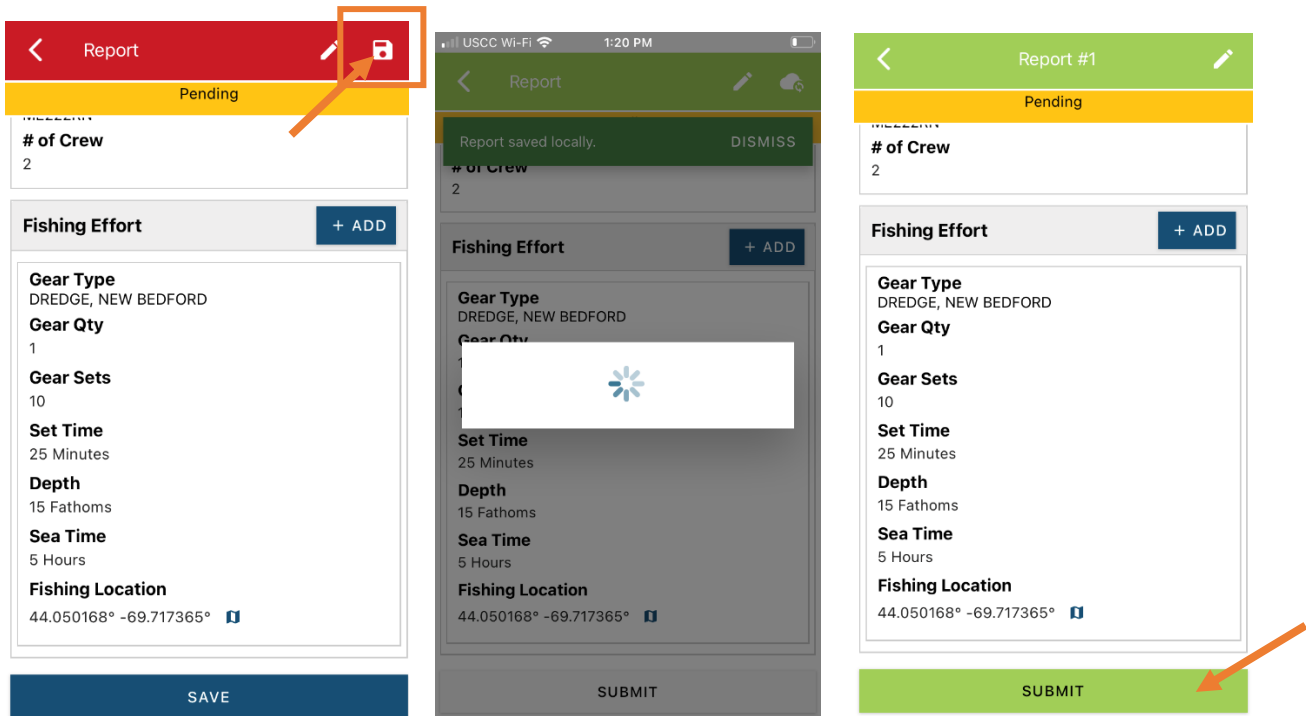 Report
Pending
# of Crew
2
Fishing Effort
+ ADD
Gear Type
DREDGE, NEW BEDFORD
Gear Qty
1
Gear Sets
10
Set Time
25 Minutes
Depth
15 Fathoms
Sea Time
5 Hours
Fishing Location
44.050168° -69.717365°
SAVE
USCC Wi-Fi
1:20 PM
Report
Report saved locally.
DISMISS
# of Crew
2
Fishing Effort
+ ADD
Gear Type
DREDGE, NEW BEDFORD
Gear Qty
Set Time
25 Minutes
Depth
15 Fathoms
Sea Time
5 Hours
Fishing Location
44.050168° -69.717365°
SUBMIT
Report #1
Pending
# of Crew
2
Fishing Effort
+ ADD
Gear Type
DREDGE, NEW BEDFORD
Gear Qty
1
Gear Sets
10
Set Time
25 Minutes
Depth
15 Fathoms
Sea Time
5 Hours
Fishing Location
44.050168° -69.717365°
SUBMIT